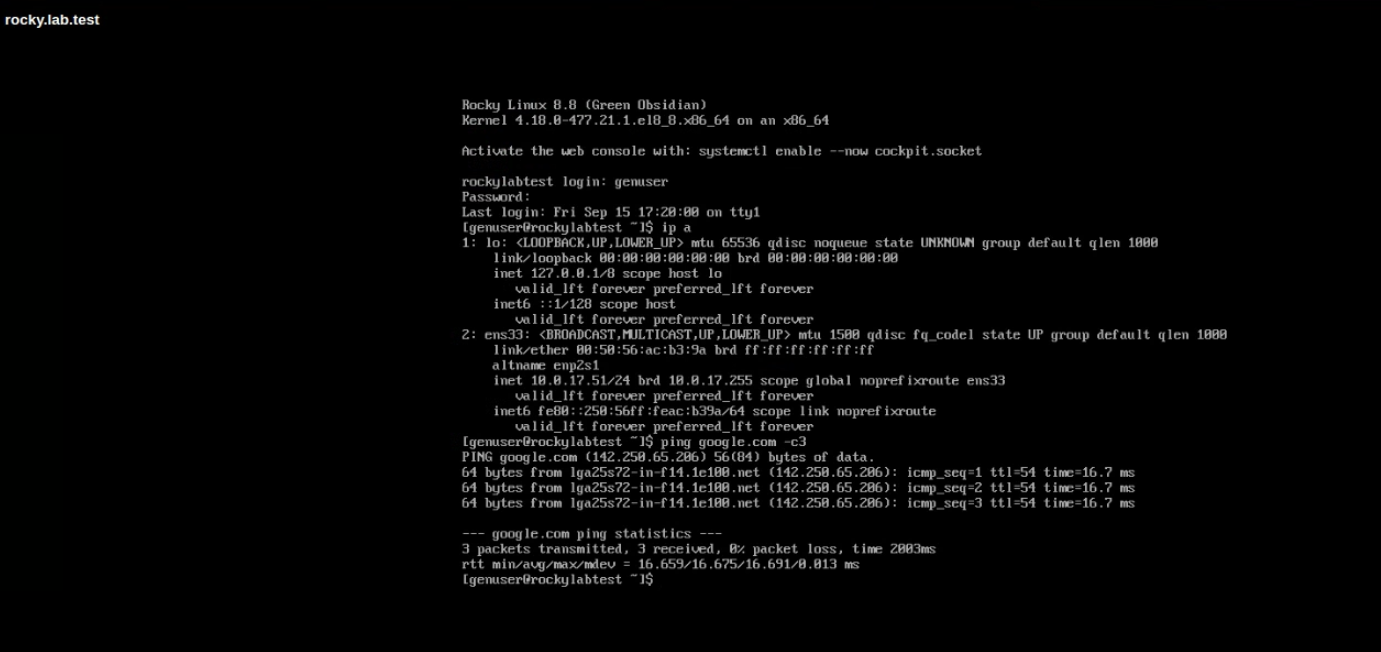 rocky.lab.test
Rocky Linux 8.8 (Green Obsidian)
Kernel 4.18.0-477.21.1.el8_8.x86_64 on an x86_64
Activate the web console with: systemctl enable --now cockpit.socket
rockylabtest login: genuser
Password:
Last login: Fri Sep 15 17:20:00 on tty1
[genuser@rockylabtest ~]$ ip a
1: lo: <LOOPBACK,UP,LOWER_UP> mtu 65536 qdisc noqueue state UNKNOWN group default qlen 1000
link/loopback 00:00:00:00:00:00 brd 00:00:00:00:00:00
inet 127.0.0.1/8 scope host lo
valid_lft forever preferred_lft forever
inet6 ::1/128 scope host
valid_lft forever preferred_lft forever
2: ens33: <BROADCAST,MULTICAST,UP,LOWER_UP> mtu 1500 qdisc fq_codel state UP group default qlen 1000
link/ether 00:50:56:ac:b3:9a brd ff:ff:ff:ff:ff:ff
altname enp2s1
inet 10.0.17.51/24 brd 10.0.17.255 scope global noprefixroute ens33
valid_lft forever preferred_lft forever
inet6 fe80::250:56ff:feac:b39a/64 scope link noprefixroute
valid_lft forever preferred_lft forever
[genuser@rockylabtest ~]$ ping google.com -c3
PING google.com (142.250.65.206) 56(84) bytes of data.
64 bytes from lga25s72-in-f14.1e100.net (142.250.65.206): icmp_seq=1 ttl=54 time=16.7 ms
64 bytes from lga25s72-in-f14.1e100.net (142.250.65.206): icmp_seq=2 ttl=54 time=16.7 ms
64 bytes from lga25s72-in-f14.1e100.net (142.250.65.206): icmp_seq=3 ttl=54 time=16.7 ms
--- google.com ping statistics ---
3 packets transmitted, 3 received, 0% packet loss, time 2003ms
rtt min/avg/max/mdev = 16.659/16.675/16.691/0.013 ms
[genuser@rockylabtest ~]$